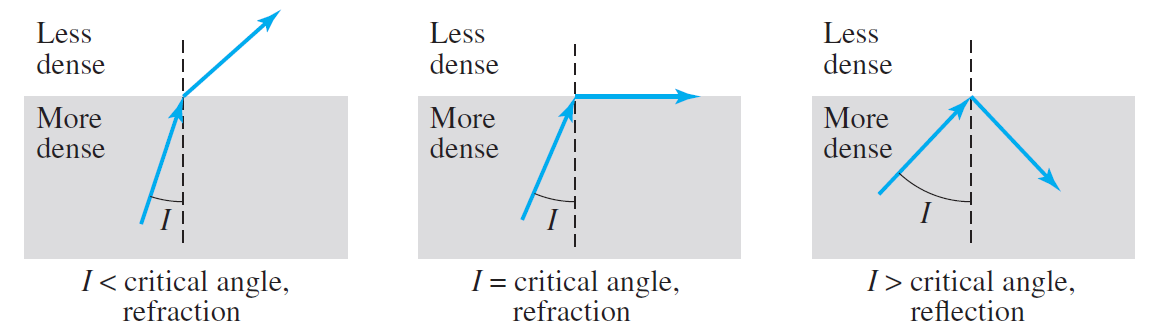 Less
dense
More
dense
I
I < critical angle,
refraction
Less
dense
More
dense
I
I = critical angle,
refraction
Less
dense
More
dense
I
I > critical angle,
reflection